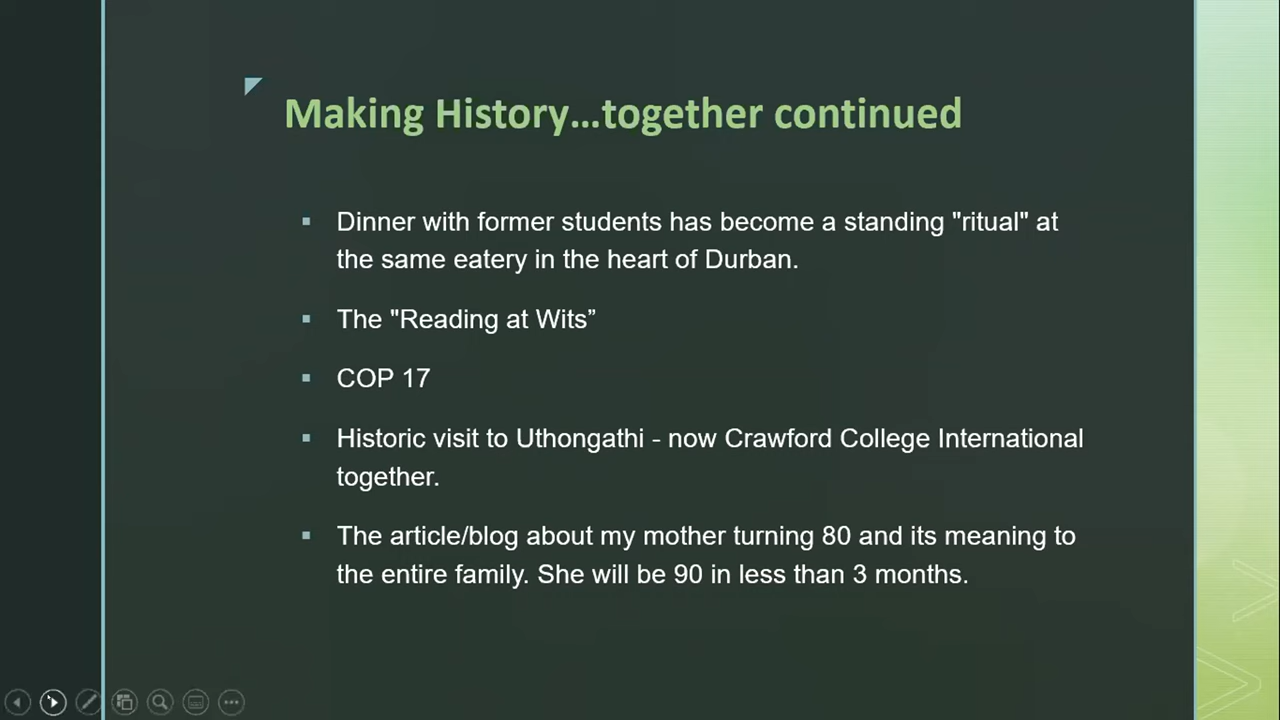 Making History…together continued
Dinner with former students has become a standing "ritual" at
the same eatery in the heart of Durban.
The "Reading at Wits”
COP 17
Historic visit to Uthongathi - now Crawford College International
together.
The article/blog about my mother turning 80 and its meaning to
the entire family. She will be 90 in less than 3 months.